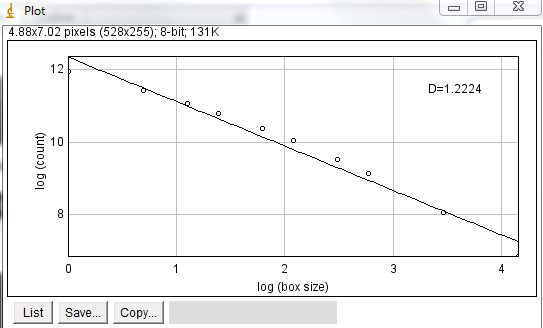 Plot
4.88x7.02 pixels (528x255); 8-bit; 131K
12
D=1.2224
10
log (count)
8
0 1 2 3 4
log (box size)
List Save... Copy...